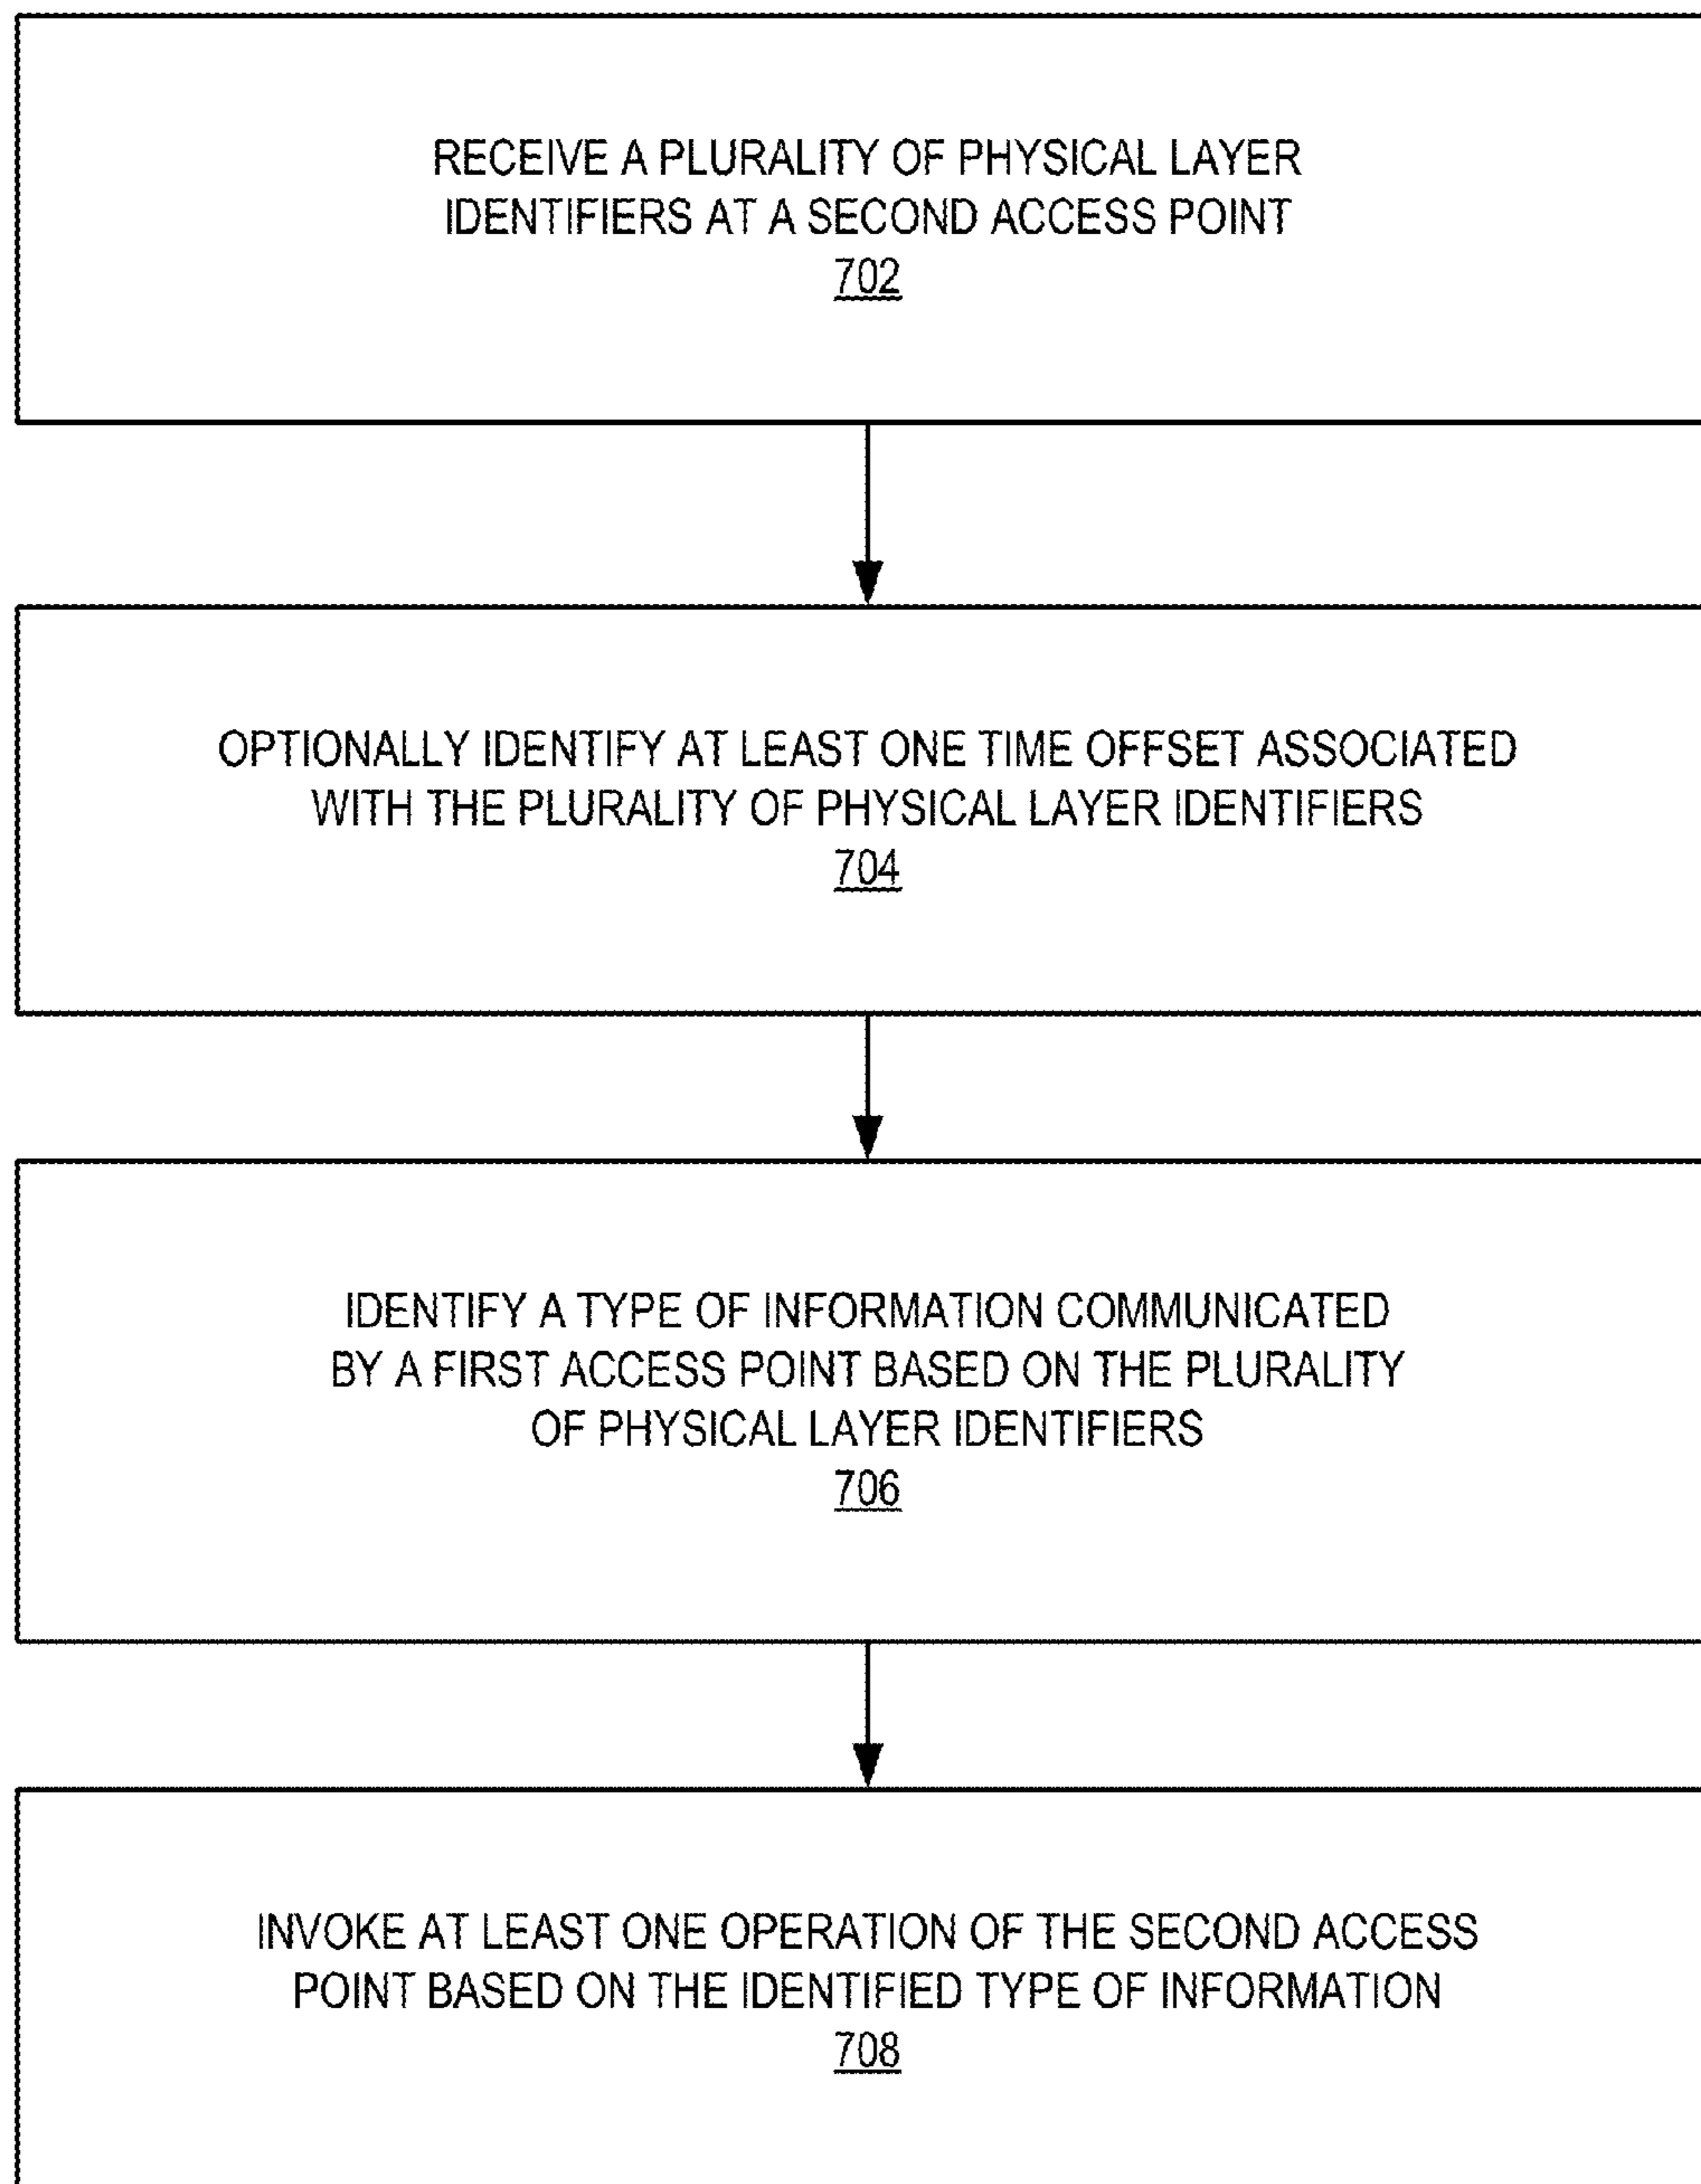 RECEIVE A PLURALITY OF PHYSICAL LAYER
IDENTIFIERS AT A SECOND ACCESS POINT
702
OPTIONALLY IDENTIFY AT LEAST ONE TIME OFFSET ASSOCIATED
WITH THE PLURALITY OF PHYSICAL LAYER IDENTIFIERS
704
IDENTIFY A TYPE OF INFORMATION COMMUNICATED
BY A FIRST ACCESS POINT BASED ON THE PLURALITY
OF PHYSICAL LAYER IDENTIFIERS
706
INVOKE AT LEAST ONE OPERATION OF THE SECOND ACCESS
POINT BASED ON THE IDENTIFIED TYPE OF INFORMATION
708